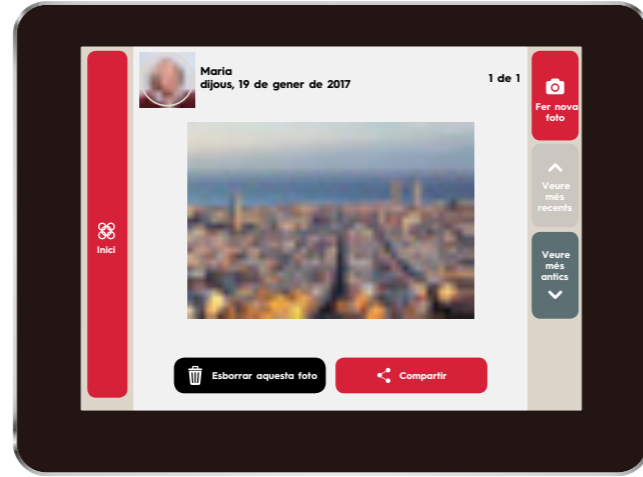 Inici
Maria
dijous, 19 de gener de 2017
1 de 1
Fer nova
foto
Veure
més
recents
Veure
més
antics
Esborrar aquesta foto
Compartir